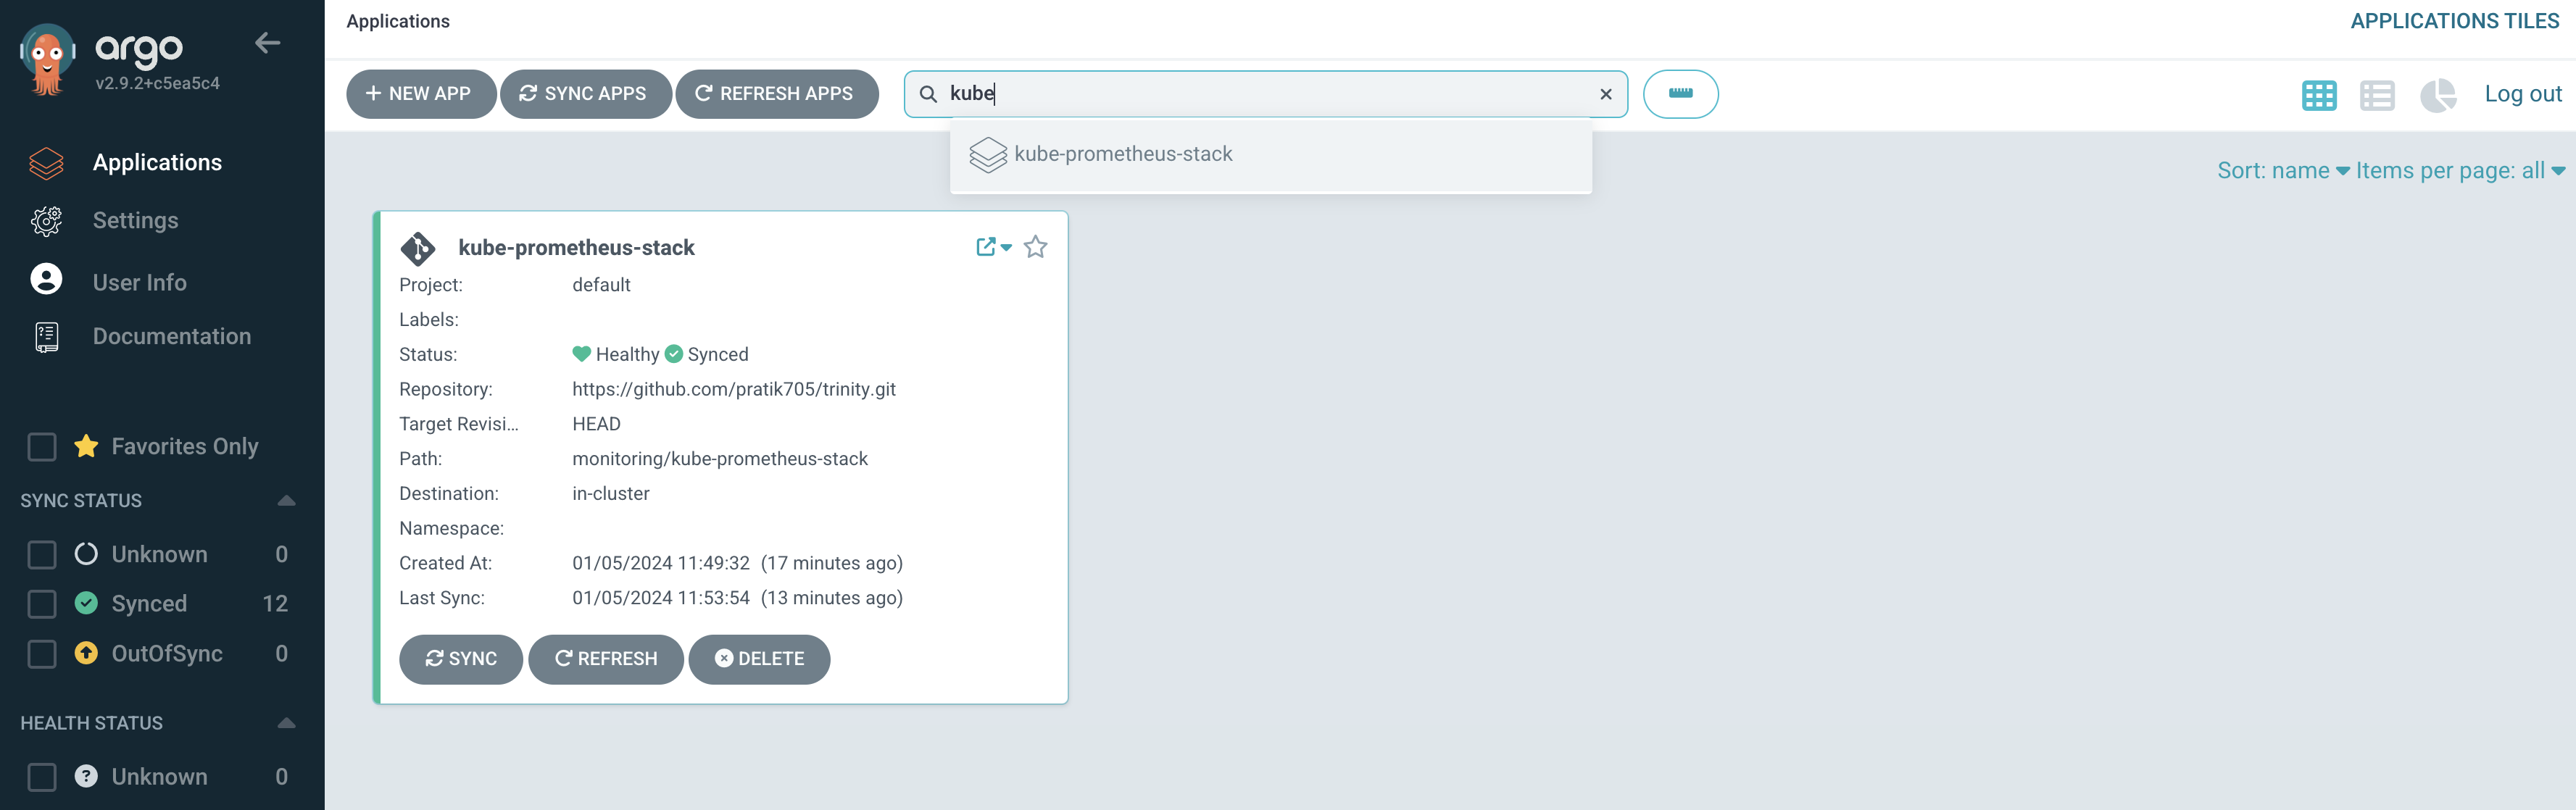 argo
v2.9.2+c5ea5c4
Applications
Settings
User Info
Documentation
Favorites Only
SYNC STATUS
Unknown 0
Synced 12
OutOfSync 0
HEALTH STATUS
? Unknown 0
Applications
APPLICATIONS TILES
+ NEW APP
SYNC APPS
REFRESH APPS
kube
Log out
kube-prometheus-stack
Sort: name
Items per page: all
kube-prometheus-stack
Project: default
Labels:
Status: Healthy Synced
Repository: https://github.com/pratik705/trinity.git
Target Revisi... HEAD
Path: monitoring/kube-prometheus-stack
Destination: in-cluster
Namespace:
Created At: 01/05/2024 11:49:32 (17 minutes ago)
Last Sync: 01/05/2024 11:53:54 (13 minutes ago)
SYNC
REFRESH
DELETE